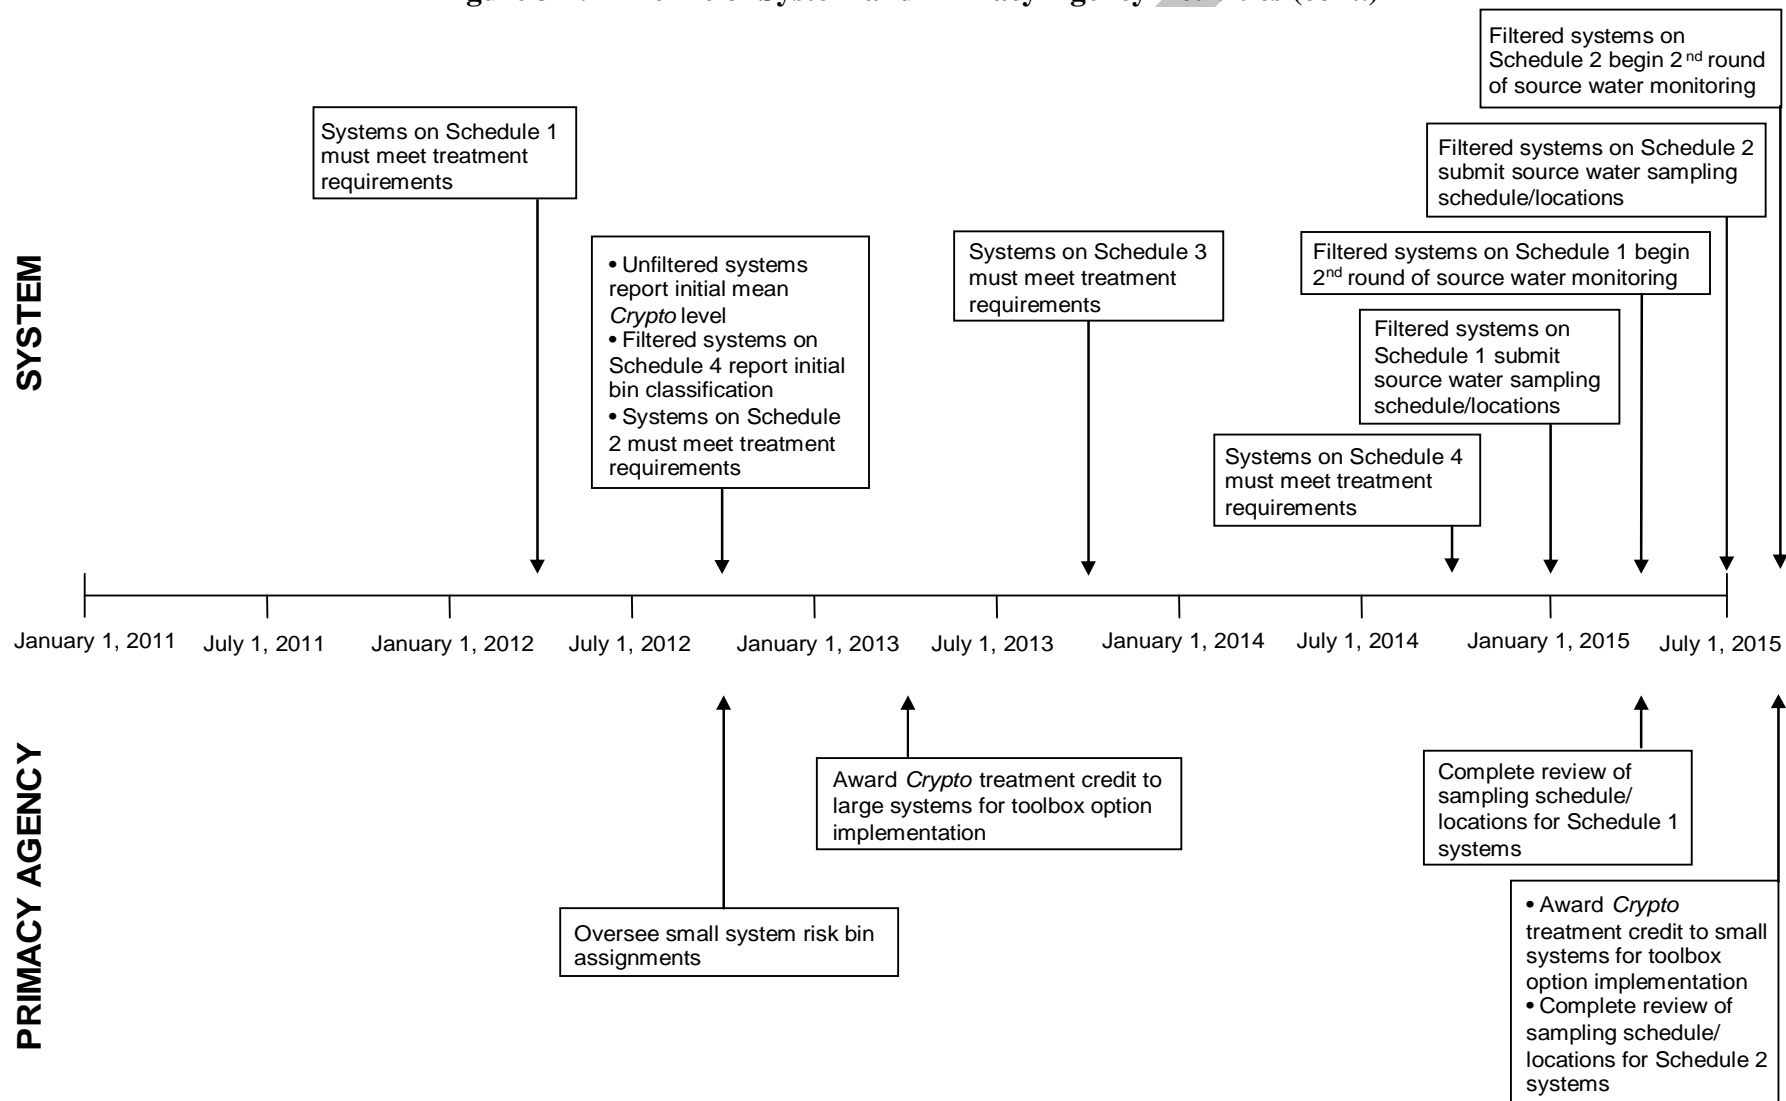 SYSTEM
Filtered systems on
Schedule 2 begin 2nd round
of source water monitoring
Systems on Schedule 1
must meet treatment
requirements
Filtered systems on Schedule 2
submit source water sampling
schedule/locations
• Unfiltered systems
report initial mean
Crypto level
• Filtered systems on
Schedule 4 report initial
bin classification
• Systems on Schedule
2 must meet treatment
requirements
Systems on Schedule 3
must meet treatment
requirements
Filtered systems on Schedule 1 begin
2nd round of source water monitoring
Filtered systems on
Schedule 1 submit
source water sampling
schedule/locations
Systems on Schedule 4
must meet treatment
requirements
January 1, 2011 July 1, 2011 January 1, 2012 July 1, 2012 January 1, 2013 July 1, 2013 January 1, 2014 July 1, 2014 January 1, 2015 July 1, 2015
PRIMACY AGENCY
Award Crypto treatment credit to
large systems for toolbox option
implementation
Complete review of
sampling schedule/
locations for Schedule 1
systems
Oversee small system risk bin
assignments
• Award Crypto
treatment credit to small
systems for toolbox
option implementation
• Complete review of
sampling schedule/
locations for Schedule 2
systems